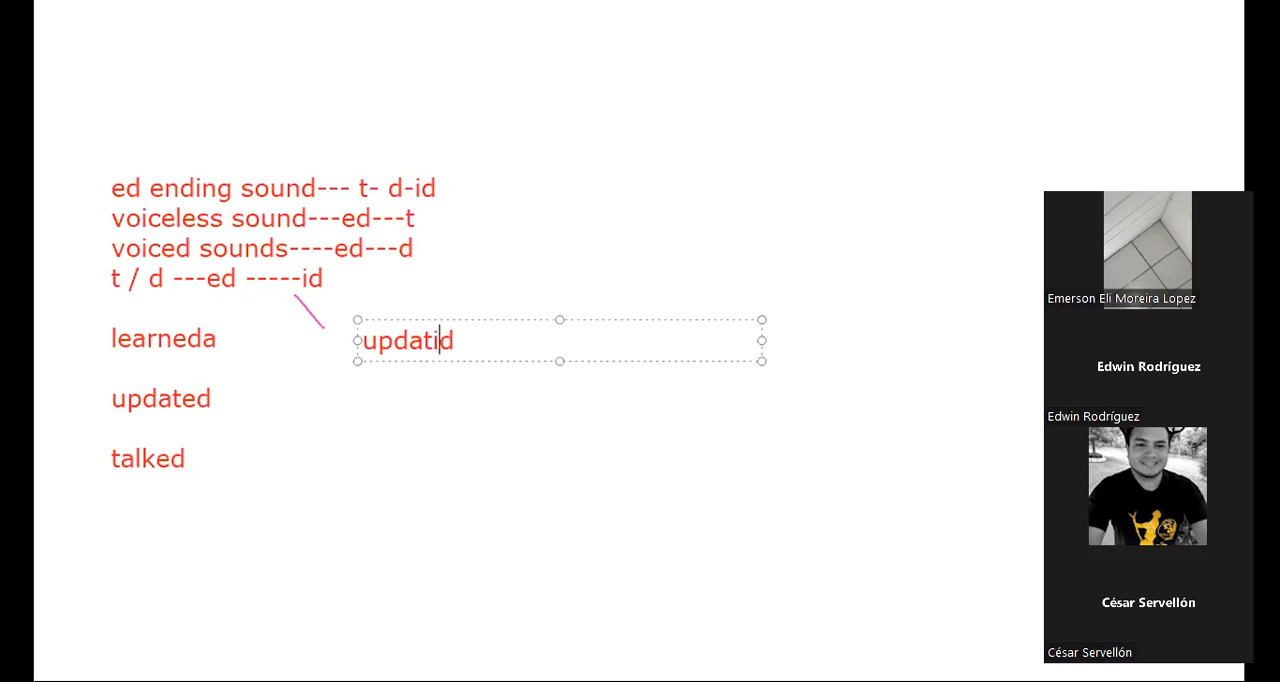 ed ending sound--- t- d-id
voiceless sound---ed---t
voiced sounds----ed---d
t / d ---ed -----id
learneda
updatid
updated
talked
Emerson Eli Moreira Lopez
Edwin Rodríguez
Edwin Rodríguez
César Servellón
César Servellón